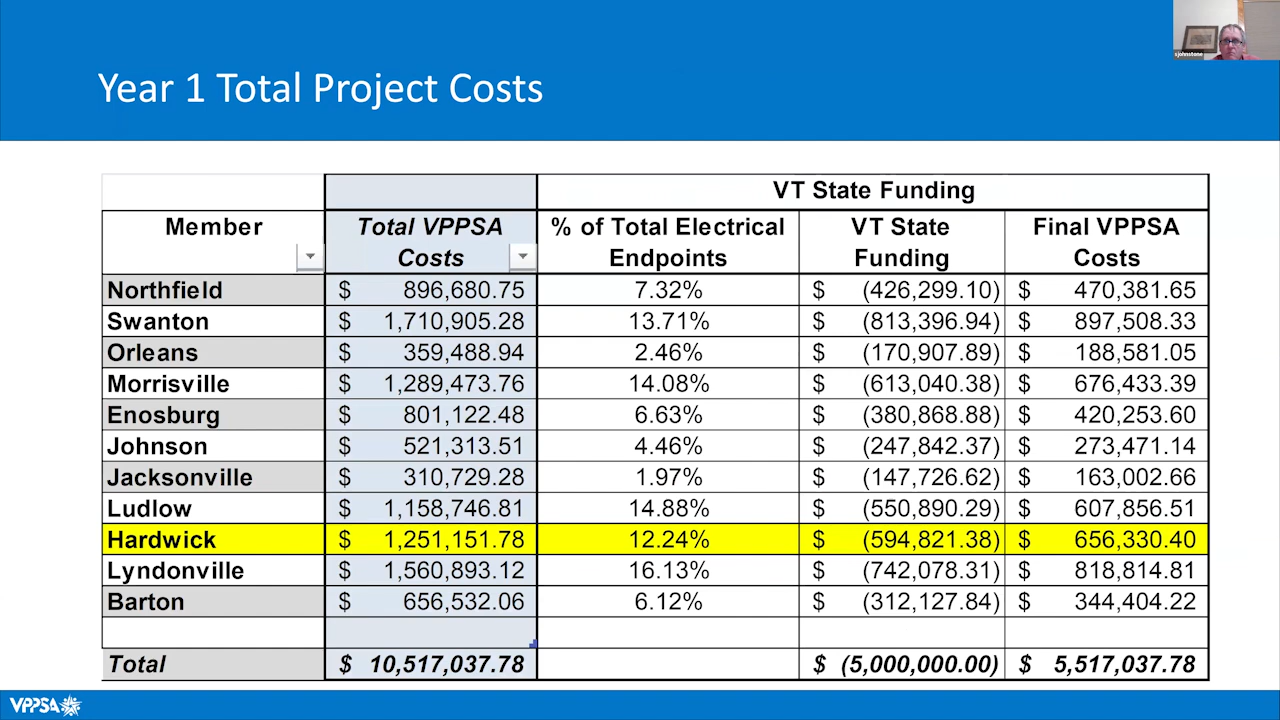 sjohnstone
Year 1 Total Project Costs
VT State Funding
Member Total VPPSA Costs % of Total Electrical Endpoints VT State Funding Final VPPSA Costs
Northfield $ 896,680.75 7.32% $ (426,299.10) $ 470,381.65
Swanton $ 1,710,905.28 13.71% $ (813,396.94) $ 897,508.33
Orleans $ 359,488.94 2.46% $ (170,907.89) $ 188,581.05
Morrisville $ 1,289,473.76 14.08% $ (613,040.38) $ 676,433.39
Enosburg $ 801,122.48 6.63% $ (380,868.88) $ 420,253.60
Johnson $ 521,313.51 4.46% $ (247,842.37) $ 273,471.14
Jacksonville $ 310,729.28 1.97% $ (147,726.62) $ 163,002.66
Ludlow $ 1,158,746.81 14.88% $ (550,890.29) $ 607,856.51
Hardwick $ 1,251,151.78 12.24% $ (594,821.38) $ 656,330.40
Lyndonville $ 1,560,893.12 16.13% $ (742,078.31) $ 818,814.81
Barton $ 656,532.06 6.12% $ (312,127.84) $ 344,404.22
Total $ 10,517,037.78 $ (5,000,000.00) $ 5,517,037.78
VPPSA